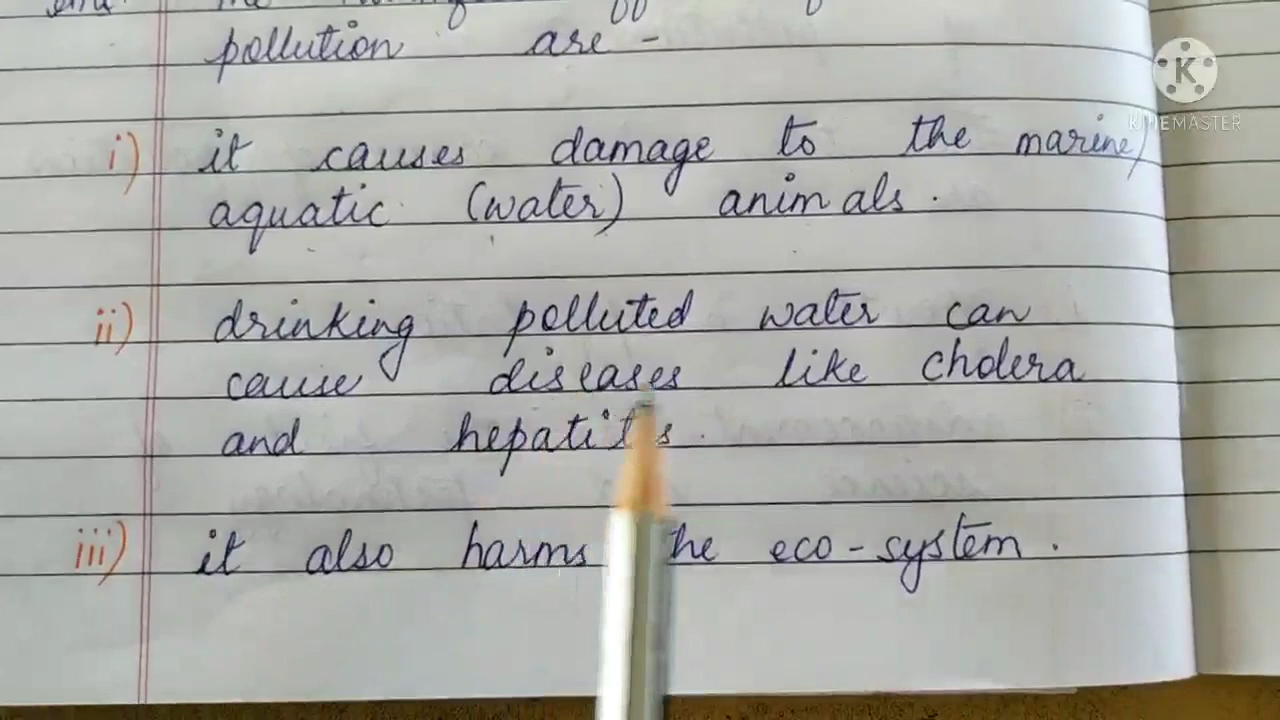 pollution are -
i) it causes damage to the marine/
aquatic (water) animals.
ii) drinking polluted water can
cause diseases like cholera
and hepatitis.
iii) it also harms the eco-system.
K
KINEMASTER